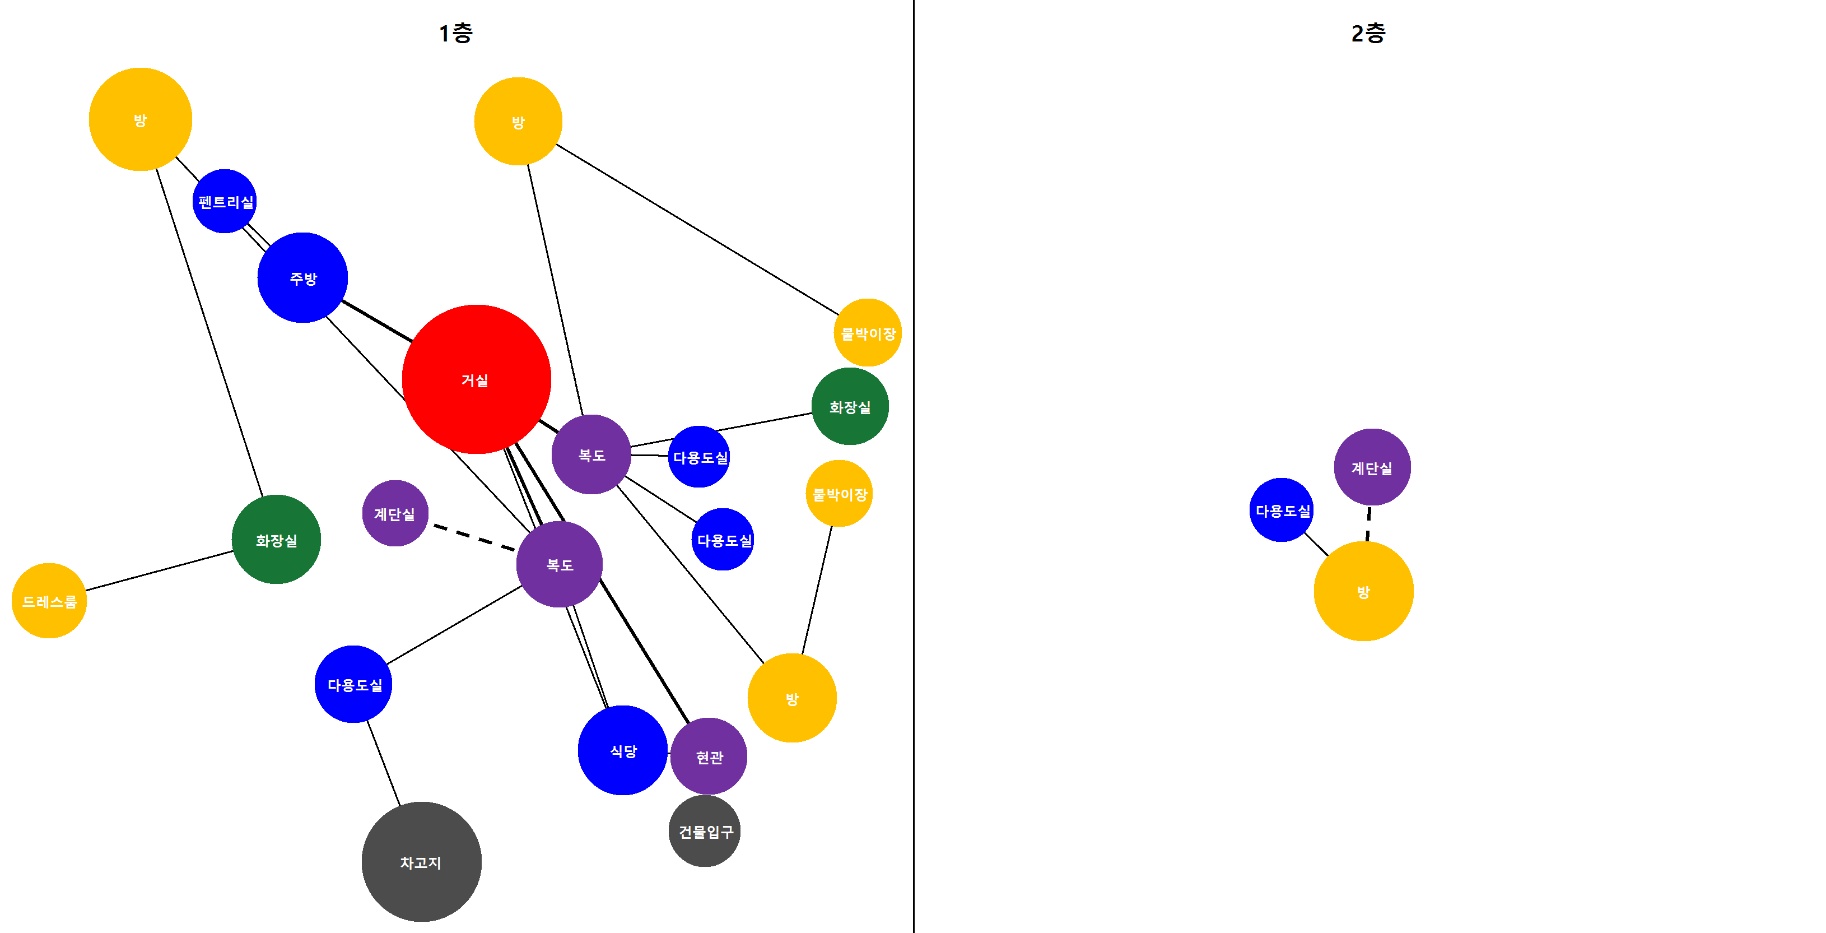 1층
2층
방
방
펜트리실
주방
붙박이장
거실
화장실
복도
다용도실
붙박이장
계단실
화장실
다용도실
복도
드레스룸
다용도실
방
식당
현관
건물입구
차고지
계단실
다용도실
방